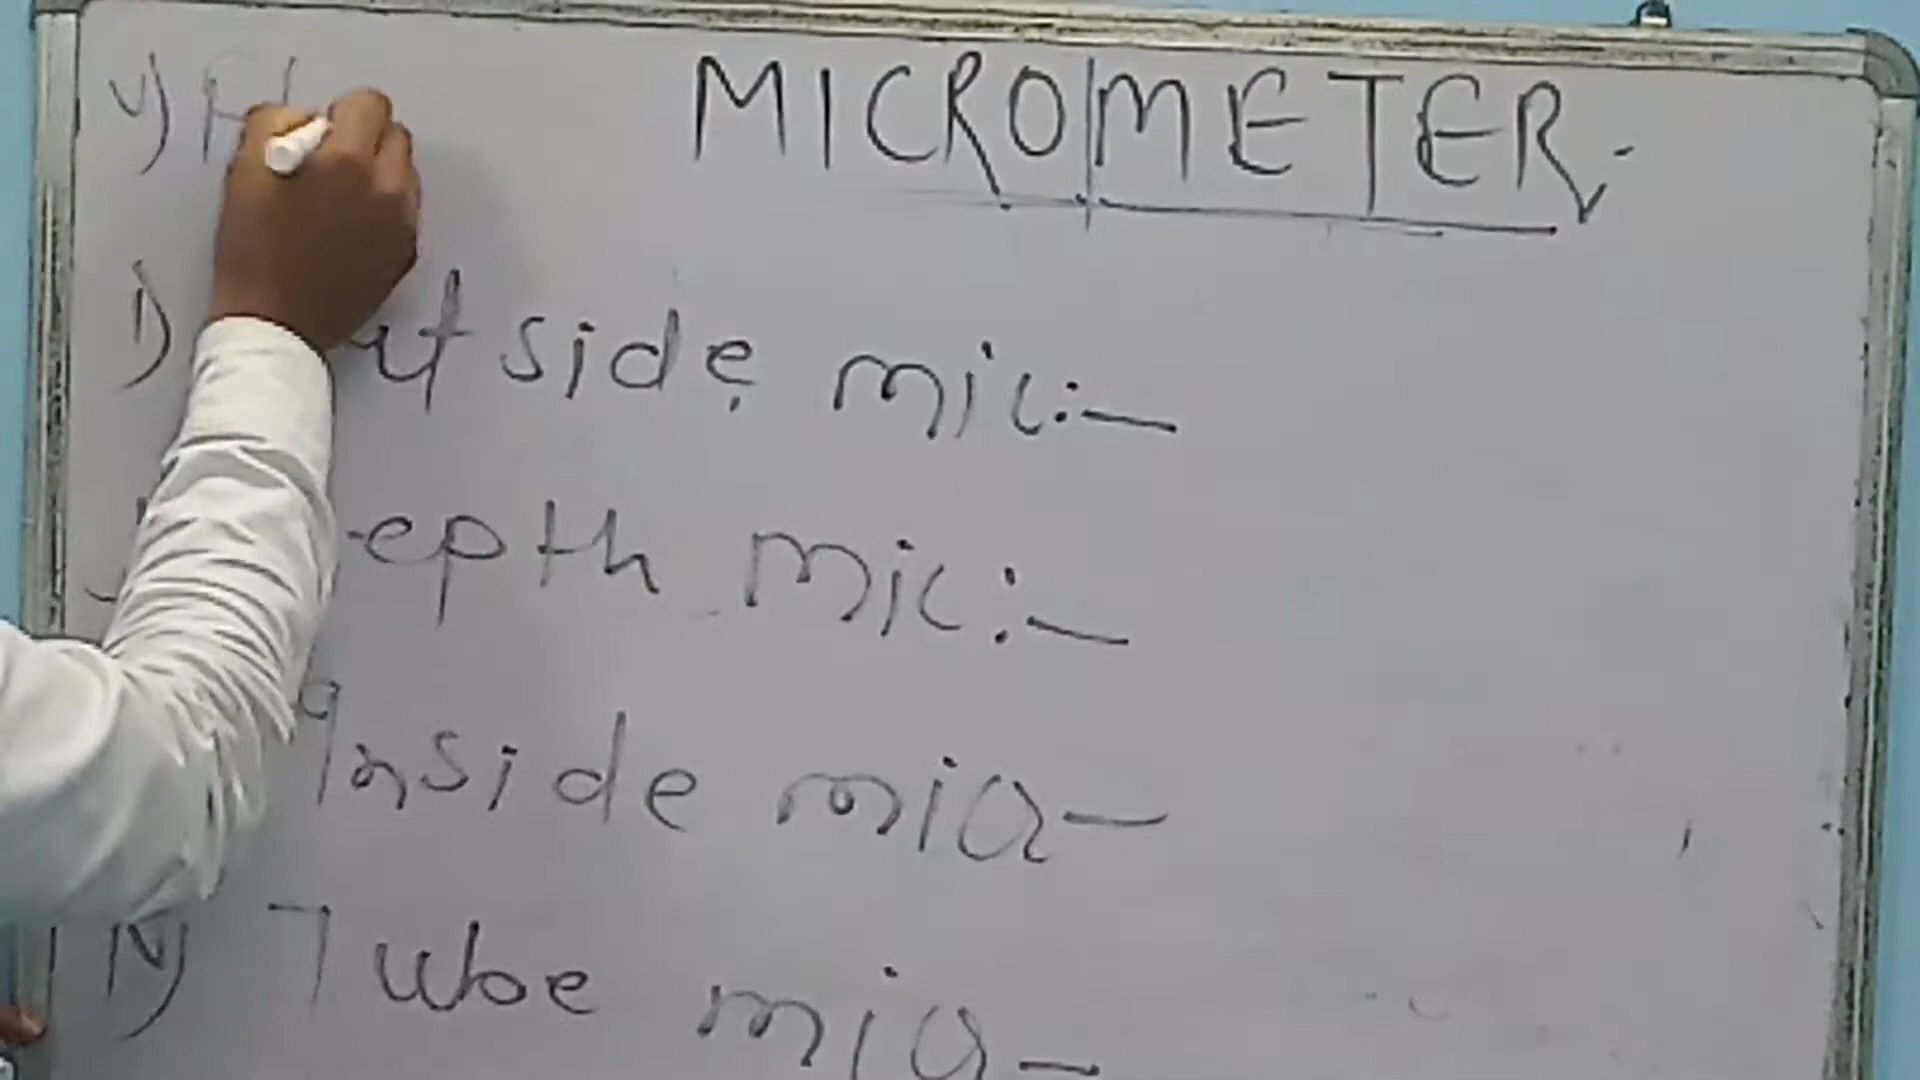 MICROMETER.
V)
I) utside mic:-
epth mic:-
Inside mic:-
IV) Tube mic:-